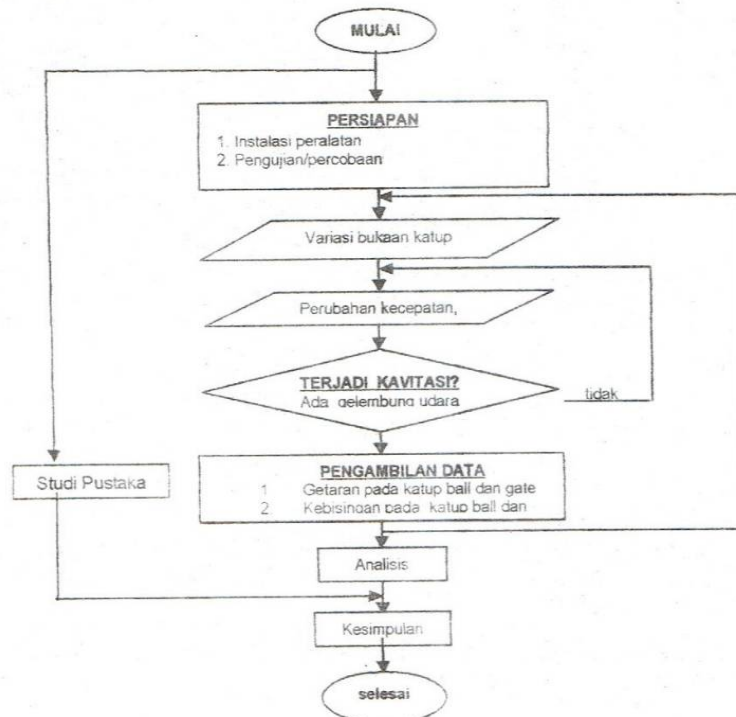 MULAI
PERSIAPAN
1. Instalasi peralatan
2. Pengujian/percobaan
Variasi bukaan katup
Perubahan kecepatan,
TERJADI KAVITASI?
Ada gelembung udara
tidak
PENGAMBILAN DATA
1 Getaran pada katup ball dan gate
2 Kebisingan pada katup ball dan
Studi Pustaka
Analisis
Kesimpulan
selesai